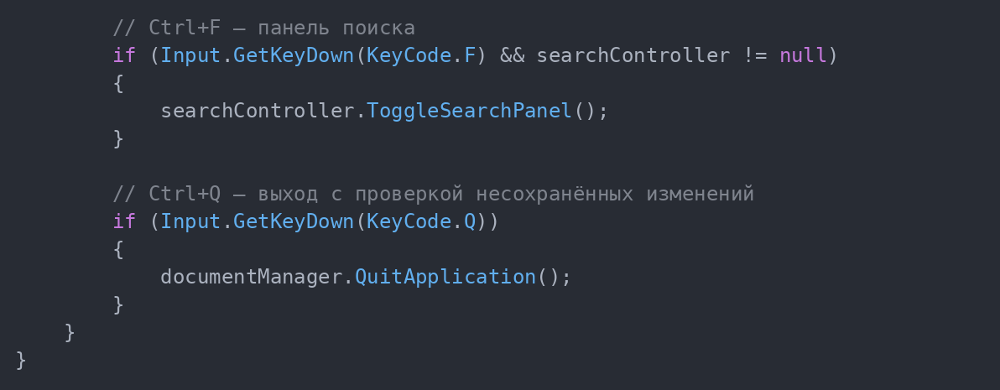 // Ctrl+F — панель поиска
if (Input.GetKeyDown(KeyCode.F) && searchController != null)
{
searchController.ToggleSearchPanel();
}
// Ctrl+Q — выход с проверкой несохранённых изменений
if (Input.GetKeyDown(KeyCode.Q))
{
documentManager.QuitApplication();
}
}
}